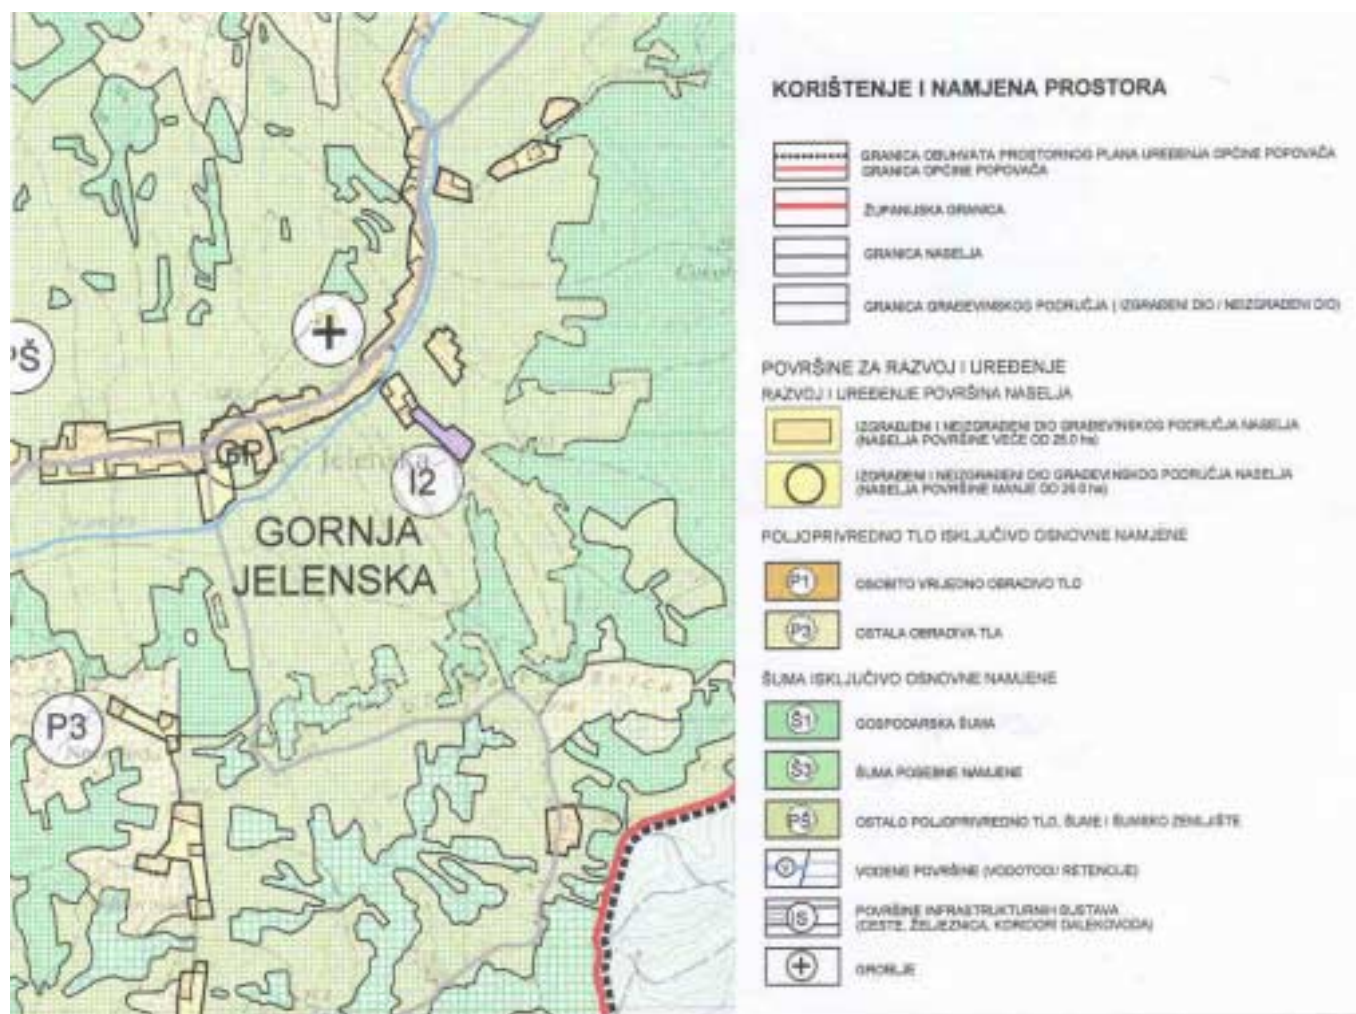 KORIŠTENJE I NAMJENA PROSTORA
GRANICA OBUHVATA PROSTORNOG PLANA UREĐENJA OPĆINE POPOVAČA
GRANICA OPĆINE POPOVAČA
ŽUPANIJSKA GRANICA
GRANICA NASELJA
GRANICA GRAĐEVINSKOG PODRUČJA ( IZGRAĐENI DIO / NEIZGRAĐENI DIO)
POVRŠINE ZA RAZVOJ I UREĐENJE
RAZVOJ I UREĐENJE POVRŠINA NASELJA
IZGRAĐENI I NEIZGRAĐENI DIO GRAĐEVINSKOG PODRUČJA NASELJA
(NASELJA POVRŠINE VEĆE OD 25.0 ha)
IZGRAĐENI I NEIZGRAĐENI DIO GRAĐEVINSKOG PODRUČJA NASELJA
(NASELJA POVRŠINE MANJE OD 25.0 ha)
POLJOPRIVREDNO TLO ISKLJUČIVO OSNOVNE NAMJENE
P1 OSOBITO VRIJEDNO OBRADIVO TLO
P3 OSTALA OBRADIVA TLA
ŠUMA ISKLJUČIVO OSNOVNE NAMJENE
Š1 GOSPODARSKA ŠUMA
Š3 ŠUMA POSEBNE NAMJENE
PŠ OSTALO POLJOPRIVREDNO TLO, ŠUME I ŠUMSKO ZEMLJIŠTE
V VODENE POVRŠINE (VODOTOCI/ RETENCIJE)
IS POVRŠINE INFRASTRUKTURNIH SUSTAVA
(CESTE, ŽELJEZNICA, KORIDORI DALEKOVODA)
GROBLJE
PŠ
GP
Jelenska
I2
GORNJA
JELENSKA
P3